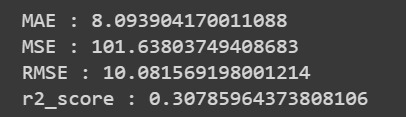 MAE : 8.093904170011088
MSE : 101.63803749408683
RMSE : 10.081569198001214
r2_score : 0.30785964373808106